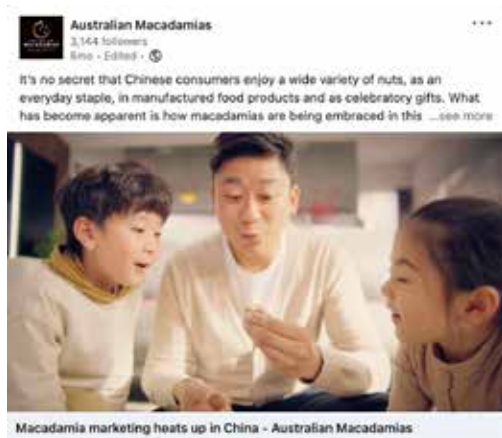 Australian Macadamias
3,144 followers
6mo • Edited •
It's no secret that Chinese consumers enjoy a wide variety of nuts, as an
everyday staple, in manufactured food products and as celebratory gifts. What
has become apparent is how macadamias are being embraced in this ...see more
Macadamia marketing heats up in China - Australian Macadamias